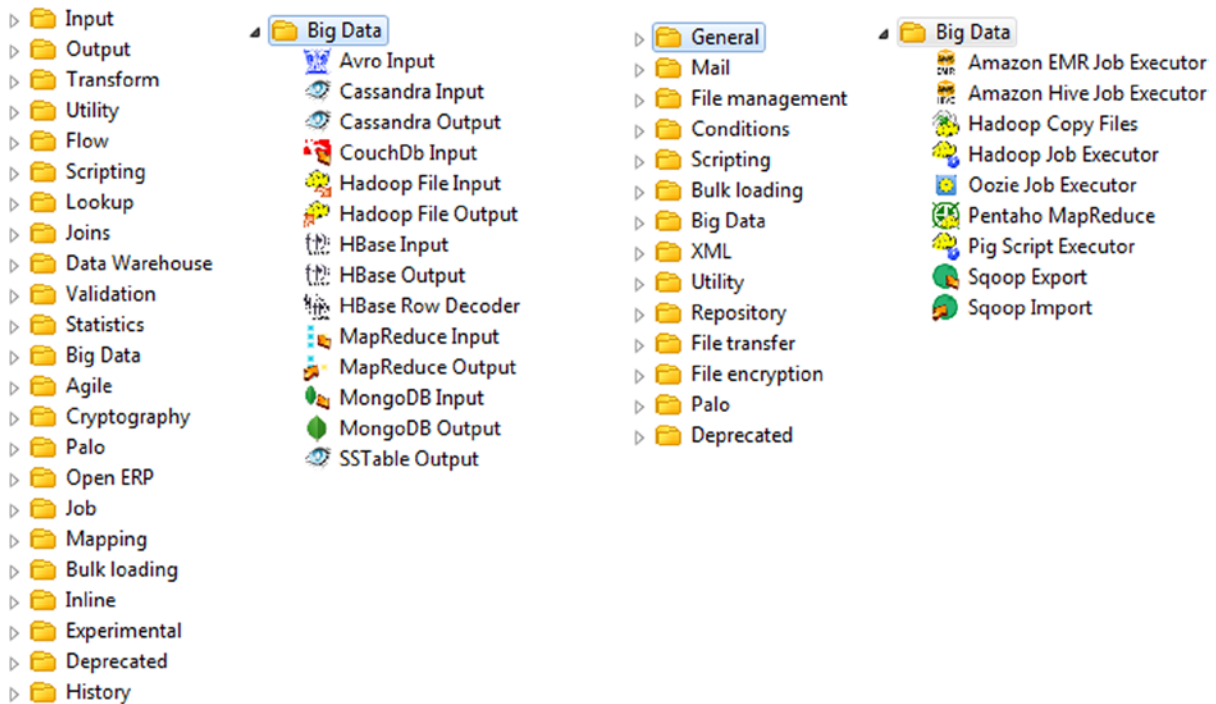 Input
Output
Transform
Utility
Flow
Scripting
Lookup
Joins
Data Warehouse
Validation
Statistics
Big Data
Agile
Cryptography
Palo
Open ERP
Job
Mapping
Bulk loading
Inline
Experimental
Deprecated
History
Big Data
Avro Input
Cassandra Input
Cassandra Output
CouchDb Input
Hadoop File Input
Hadoop File Output
HBase Input
HBase Output
HBase Row Decoder
MapReduce Input
MapReduce Output
MongoDB Input
MongoDB Output
SSTable Output
General
Mail
File management
Conditions
Scripting
Bulk loading
Big Data
XML
Utility
Repository
File transfer
File encryption
Palo
Deprecated
Big Data
Amazon EMR Job Executor
Amazon Hive Job Executor
Hadoop Copy Files
Hadoop Job Executor
Oozie Job Executor
Pentaho MapReduce
Pig Script Executor
Sqoop Export
Sqoop Import